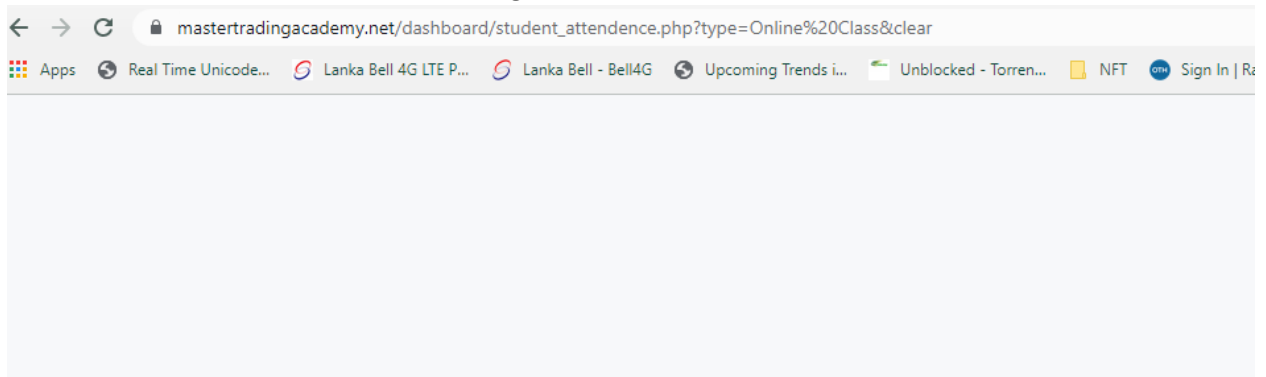 mastertradingacademy.net/dashboard/student_attendence.php?type=Online%20Class&clear
Apps Real Time Unicode... Lanka Bell 4G LTE P... Lanka Bell - Bell4G Upcoming Trends i... Unblocked - Torren... NFT OTH Sign In | Ra